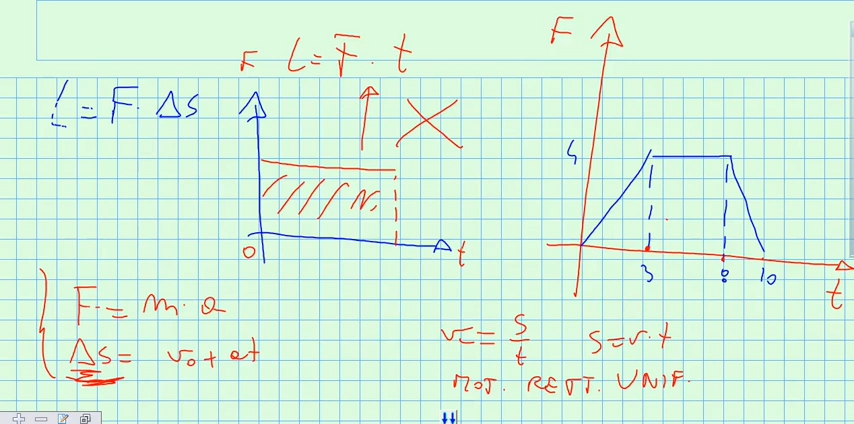 L = F · Δs
F L = F · t
0 t
F = m · a
Δs = v₀ + at
F
4
3 8 10
t
v = s/t s = v · t
MOT. RETT. UNIF.